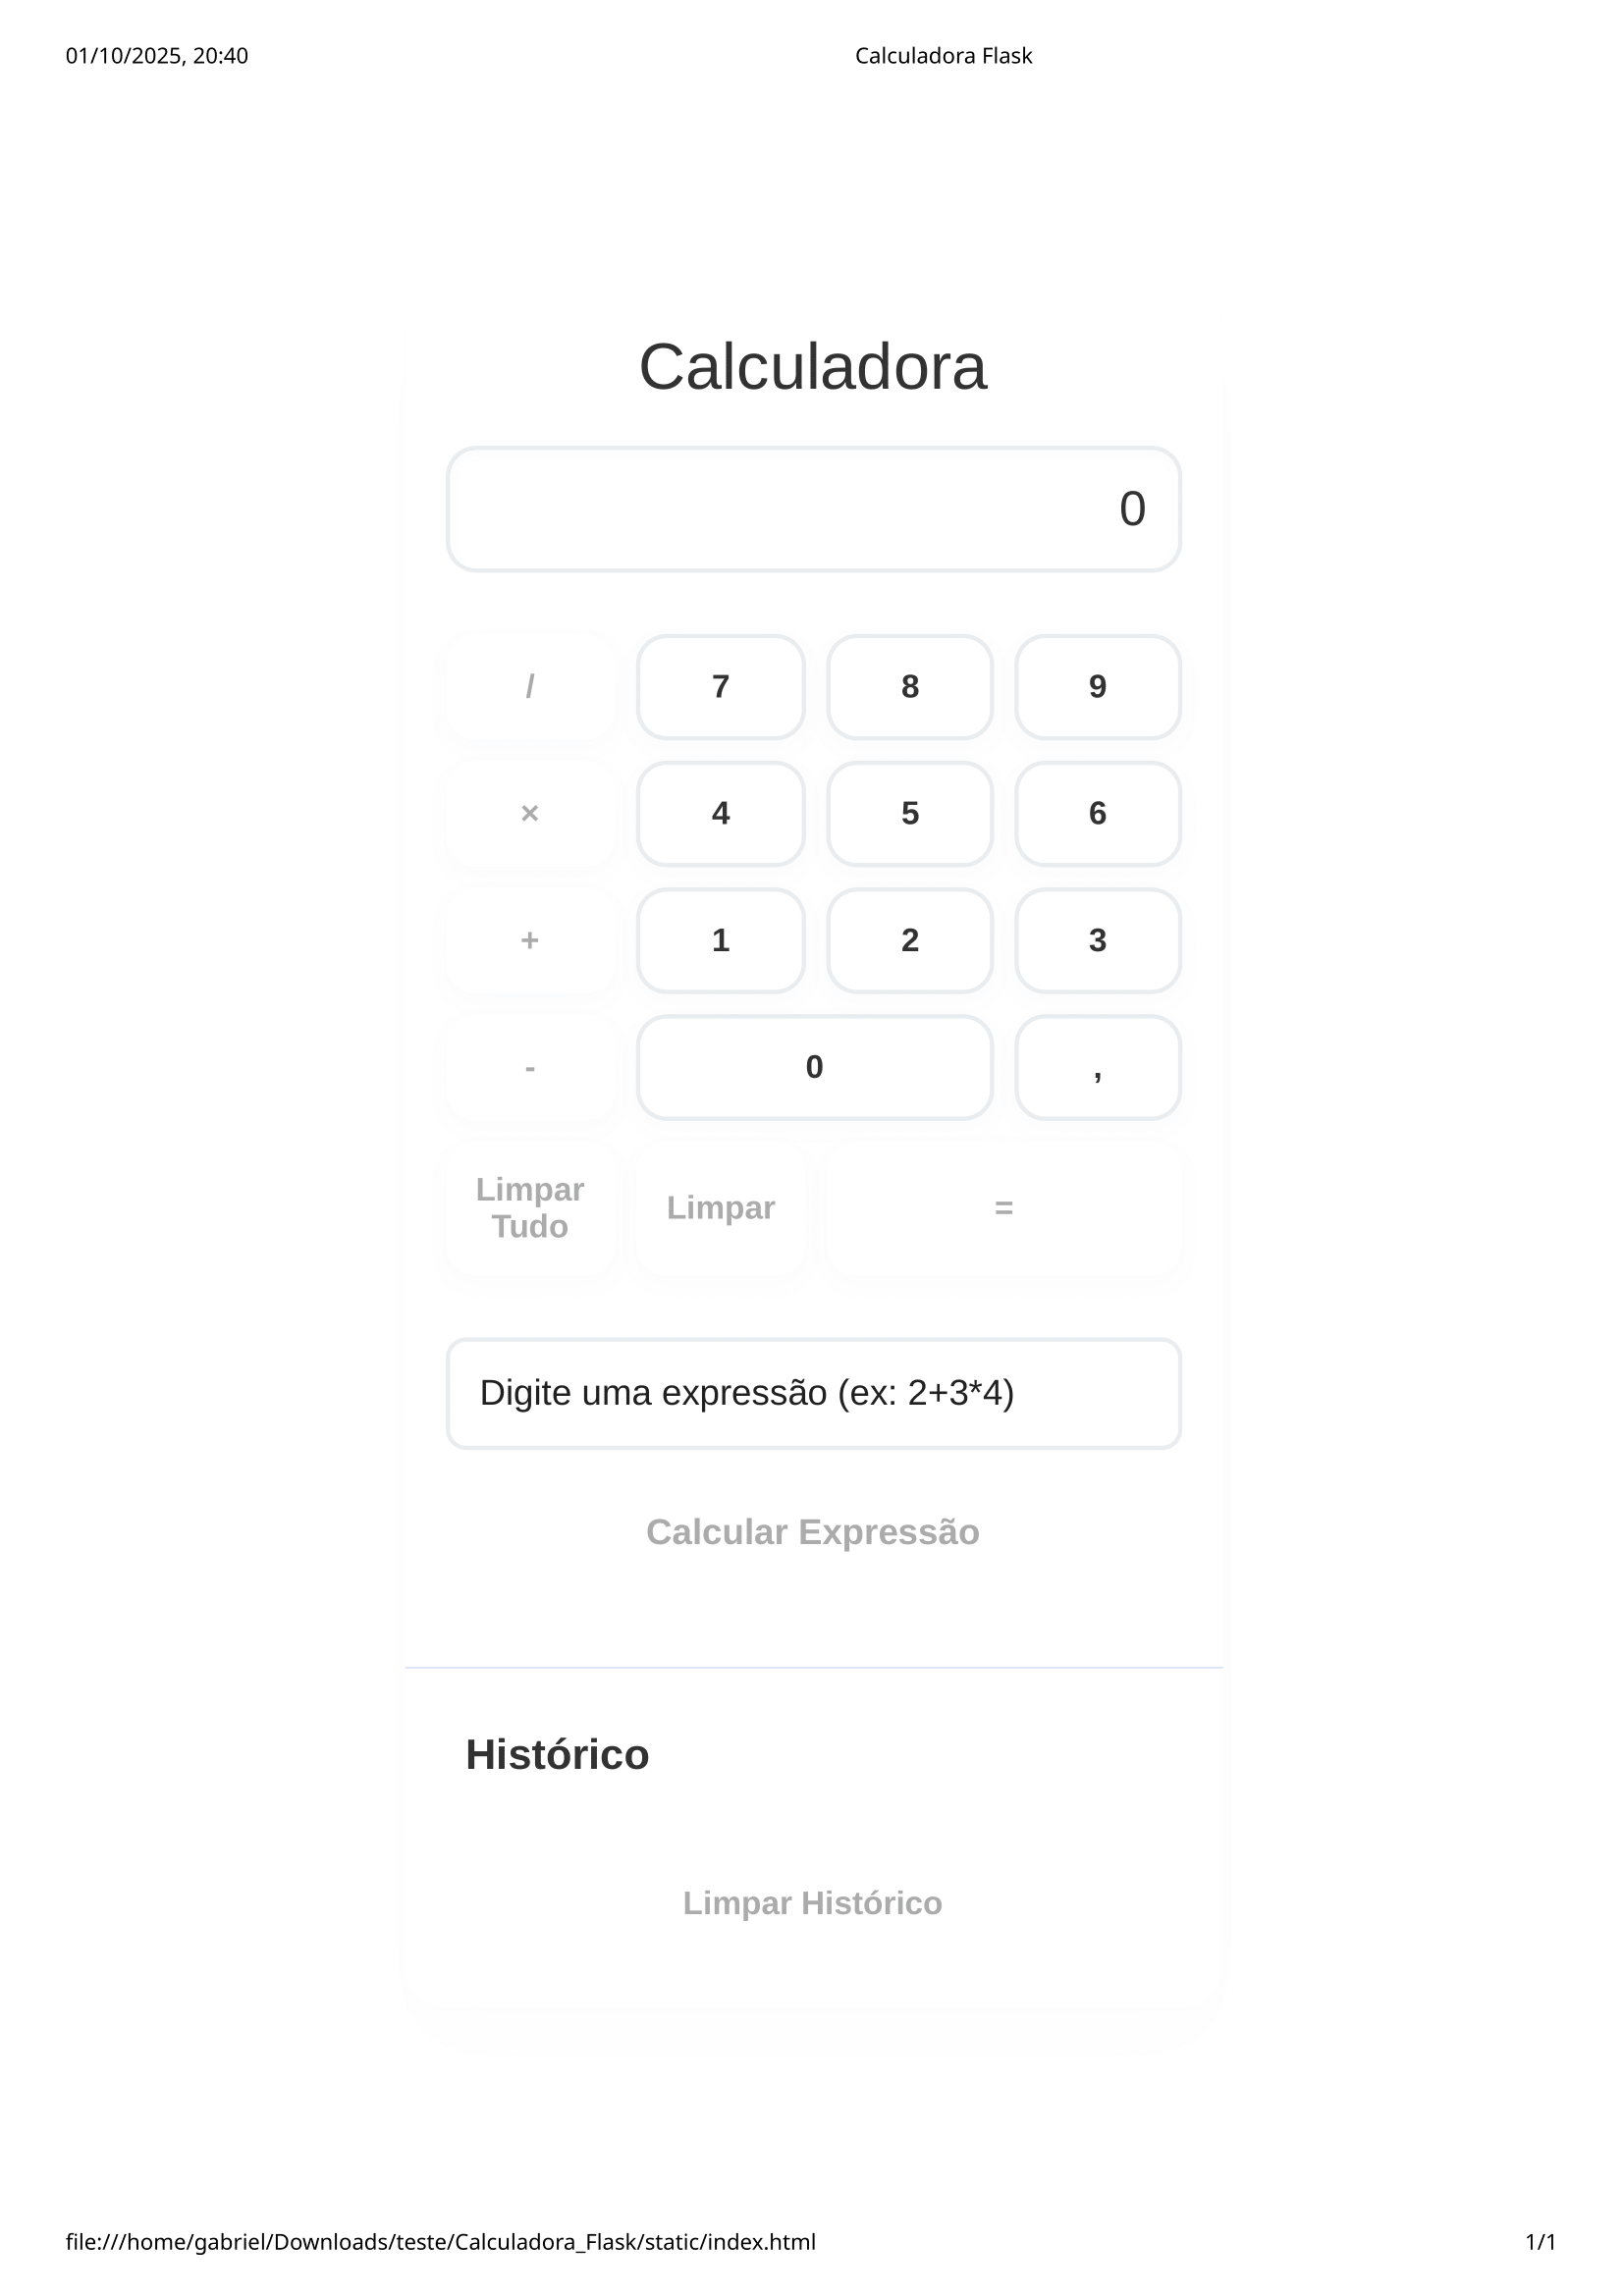 01/10/2025, 20:40
Calculadora Flask
Calculadora
0
/ 7 8 9
× 4 5 6
+ 1 2 3
- 0 ,
Limpar
Tudo
Limpar
=
Digite uma expressão (ex: 2+3*4)
Calcular Expressão
Histórico
Limpar Histórico
file:///home/gabriel/Downloads/teste/Calculadora_Flask/static/index.html
1/1